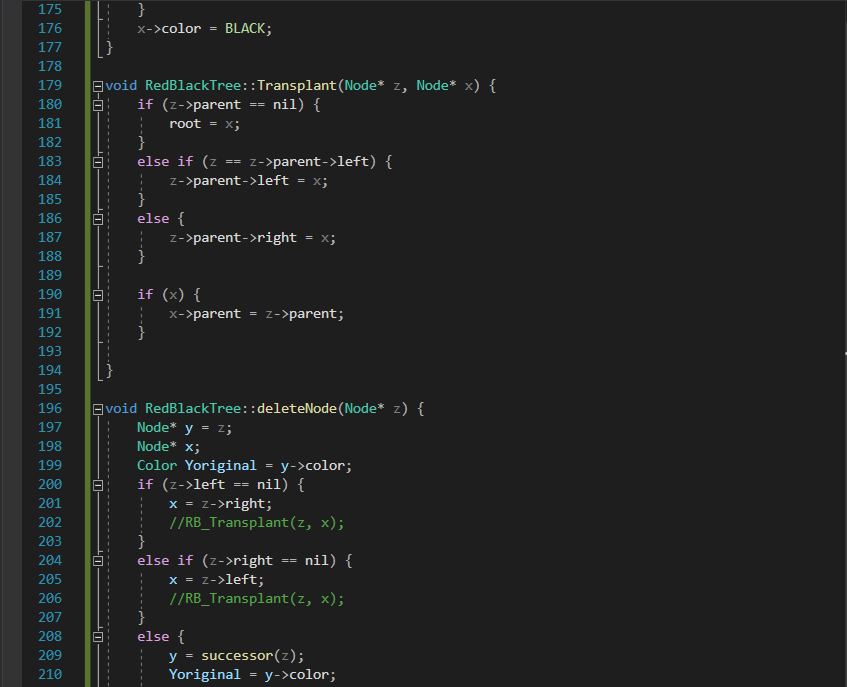 175 }
176 x->color = BLACK;
177 }
178
179 void RedBlackTree::Transplant(Node* z, Node* x) {
180 if (z->parent == nil) {
181 root = x;
182 }
183 else if (z == z->parent->left) {
184 z->parent->left = x;
185 }
186 else {
187 z->parent->right = x;
188 }
189
190 if (x) {
191 x->parent = z->parent;
192 }
193
194 }
195
196 void RedBlackTree::deleteNode(Node* z) {
197 Node* y = z;
198 Node* x;
199 Color Yoriginal = y->color;
200 if (z->left == nil) {
201 x = z->right;
202 //RB_Transplant(z, x);
203 }
204 else if (z->right == nil) {
205 x = z->left;
206 //RB_Transplant(z, x);
207 }
208 else {
209 y = successor(z);
210 Yoriginal = y->color;